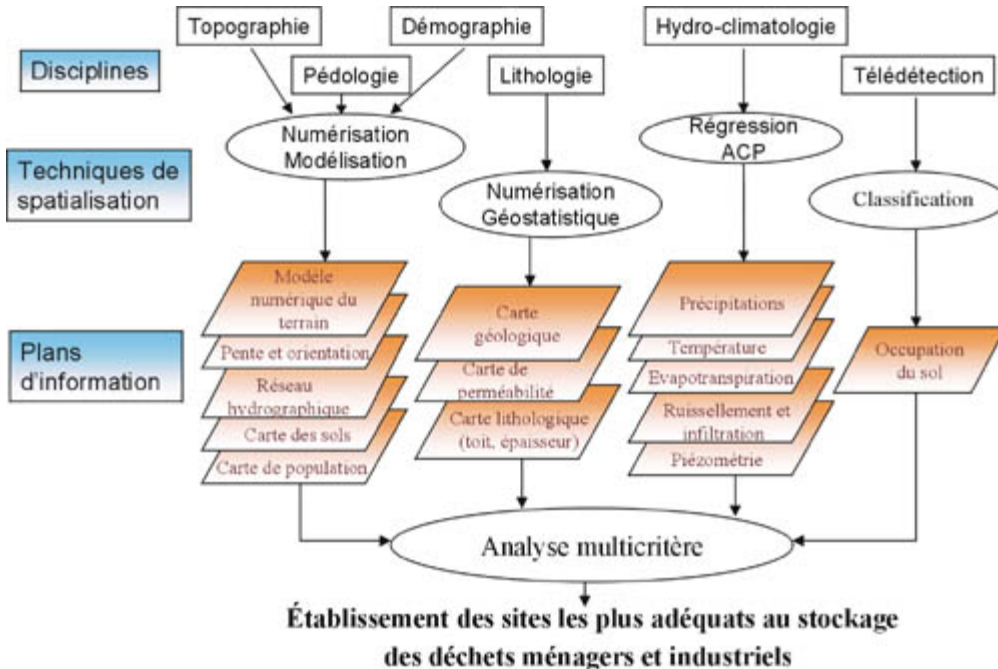 Topographie
Démographie
Hydro-climatologie
Disciplines
Pédologie
Lithologie
Télédétection
Numérisation
Modélisation
Régression
ACP
Techniques de
spatialisation
Numérisation
Géostatistique
Classification
Modèle
numérique du
terrain
Pente et orientation
Réseau
hydrographique
Carte des sols
Carte de population
Carte
géologique
Carte de
perméabilité
Carte lithologique
(toit, épaisseur)
Précipitations
Température
Evapotranspiration
Ruissellement et
infiltration
Piézométrie
Occupation
du sol
Plans
d'information
Analyse multicritère
Établissement des sites les plus adéquats au stockage
des déchets ménagers et industriels